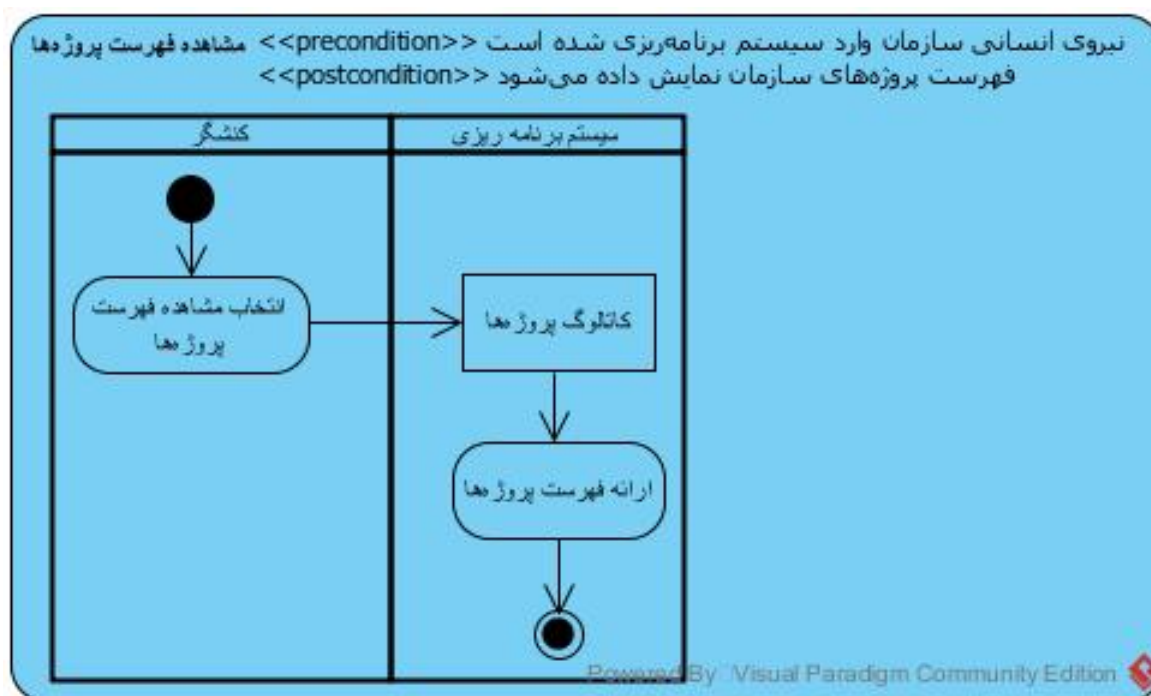 مشاهده فهرست پروژه‌ها <<precondition>> نیروی انسانی سازمان وارد سیستم برنامه‌ریزی شده است
<<postcondition>> فهرست پروژه‌های سازمان نمایش داده می‌شود
کنشگر
سیستم برنامه ریزی
انتخاب مشاهده فهرست
پروژه‌ها
کاتالوگ پروژه‌ها
ارائه فهرست پروژه‌ها
Powered By Visual Paradigm Community Edition